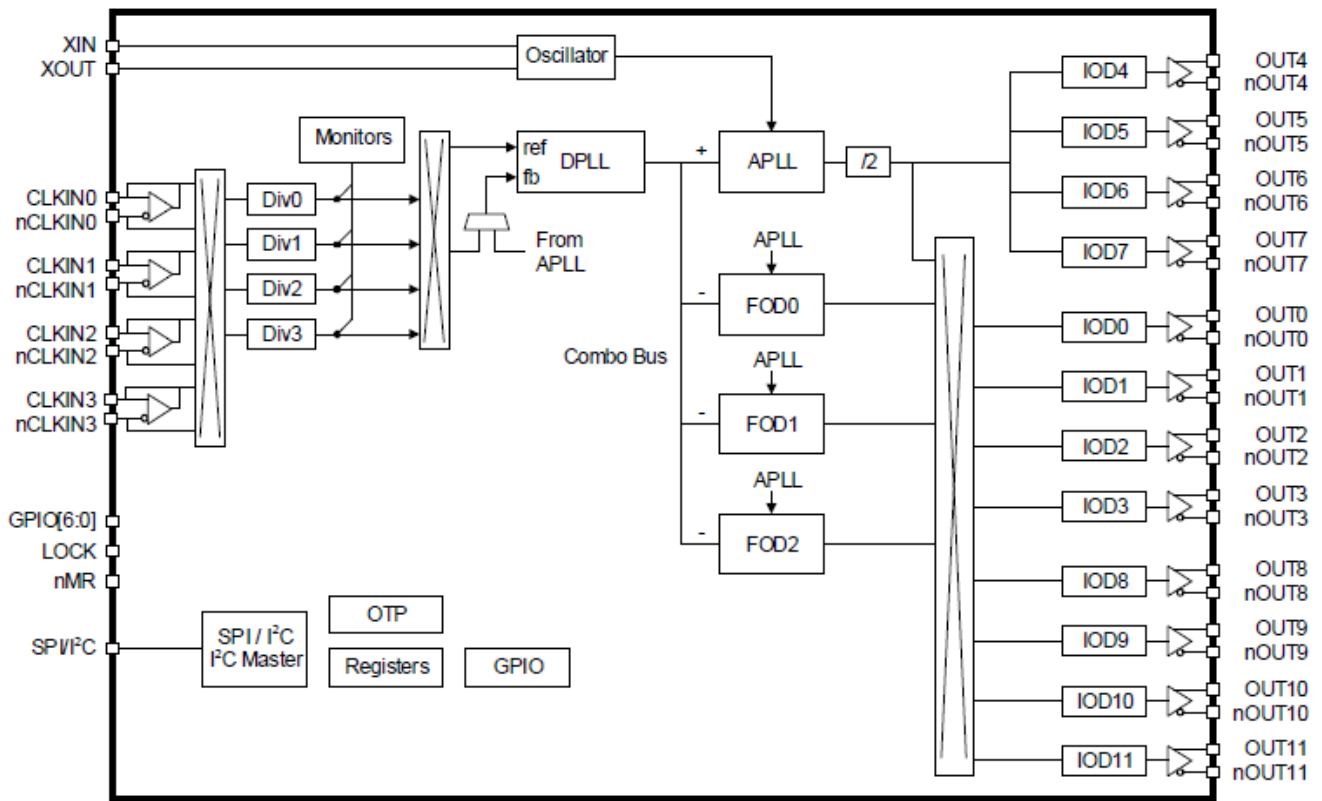 XIN
XOUT
Oscillator
Monitors
CLKIN0
nCLKIN0
CLKIN1
nCLKIN1
CLKIN2
nCLKIN2
CLKIN3
nCLKIN3
Div0
Div1
Div2
Div3
ref
fb
DPLL
From
APLL
+
APLL
/2
APLL
-
FOD0
Combo Bus
APLL
-
FOD1
APLL
-
FOD2
IOD4
OUT4
nOUT4
IOD5
OUT5
nOUT5
IOD6
OUT6
nOUT6
IOD7
OUT7
nOUT7
IOD0
OUT0
nOUT0
IOD1
OUT1
nOUT1
IOD2
OUT2
nOUT2
IOD3
OUT3
nOUT3
IOD8
OUT8
nOUT8
IOD9
OUT9
nOUT9
IOD10
OUT10
nOUT10
IOD11
OUT11
nOUT11
GPIO[6:0]
LOCK
nMR
SPI/I²C
SPI / I²C
I²C Master
OTP
Registers
GPIO